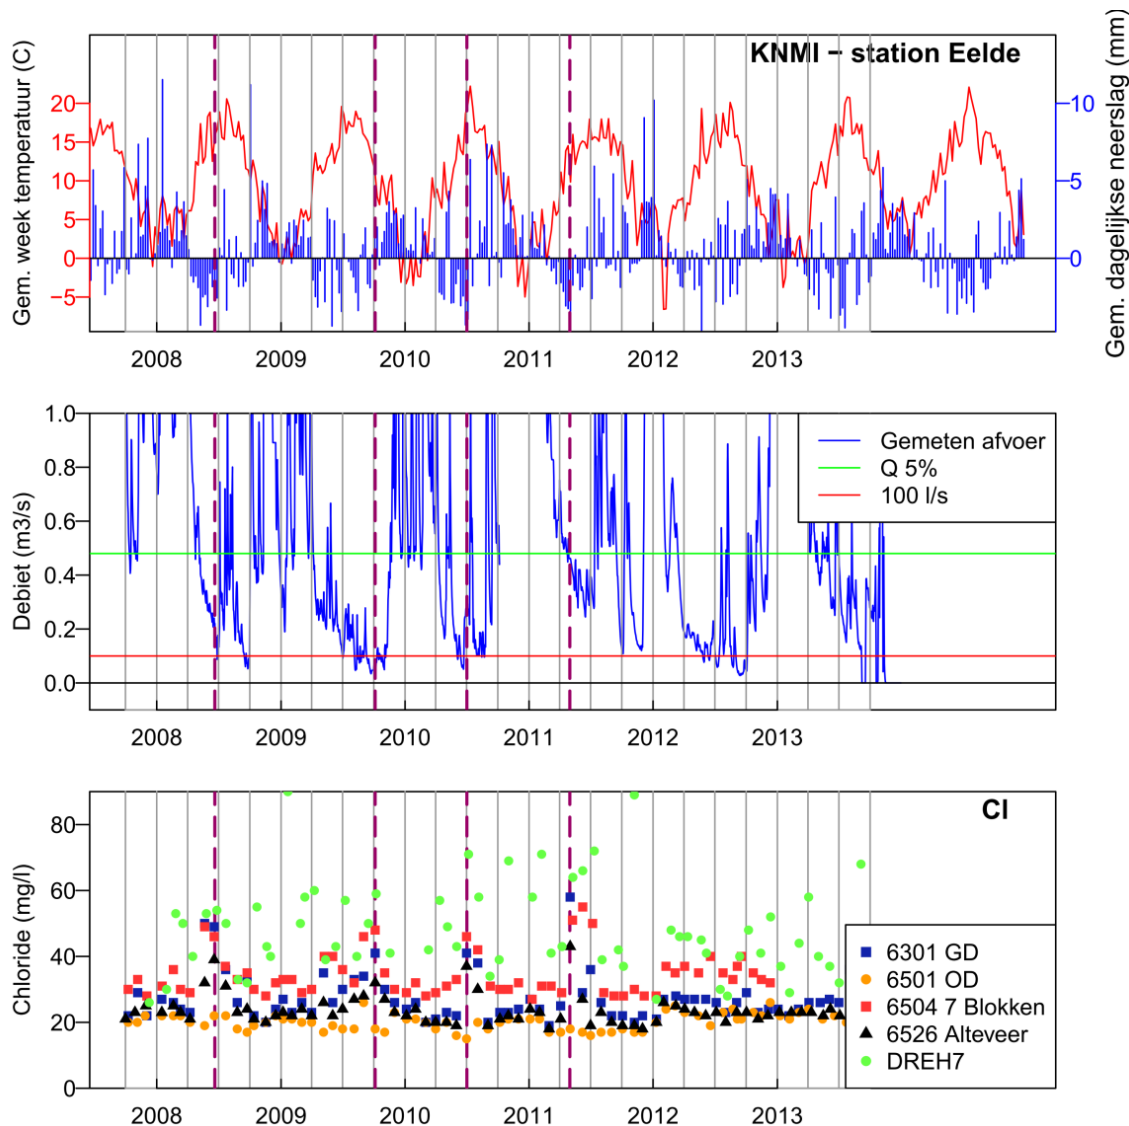 KNMI − station Eelde
Gem. week temperatuur (C)
20
15
10
5
0
−5
10
5
0
Gem. dagelijkse neerslag (mm)
2008 2009 2010 2011 2012 2013
Debiet (m3/s)
1.0
0.8
0.6
0.4
0.2
0.0
Gemeten afvoer
Q 5%
100 l/s
2008 2009 2010 2011 2012 2013
Cl
Chloride (mg/l)
80
60
40
20
0
6301 GD
6501 OD
6504 7 Blokken
6526 Alteveer
DREH7
2008 2009 2010 2011 2012 2013